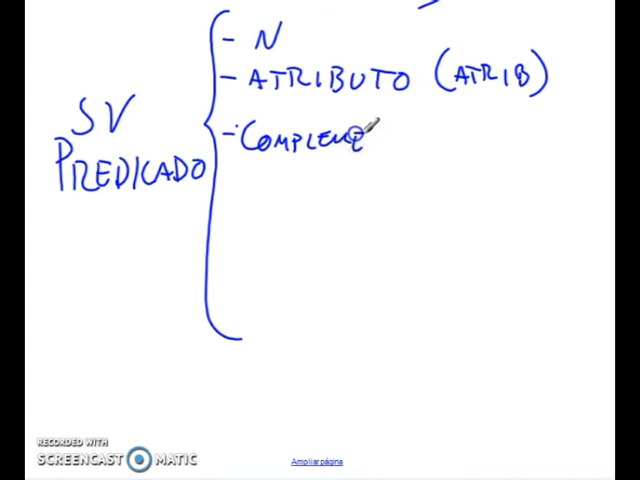 - N
- ATRIBUTO (ATRIB)
SV
- COMPLEME
PREDICADO
RECORDED WITH
SCREENCAST MATIC
Ampliar página